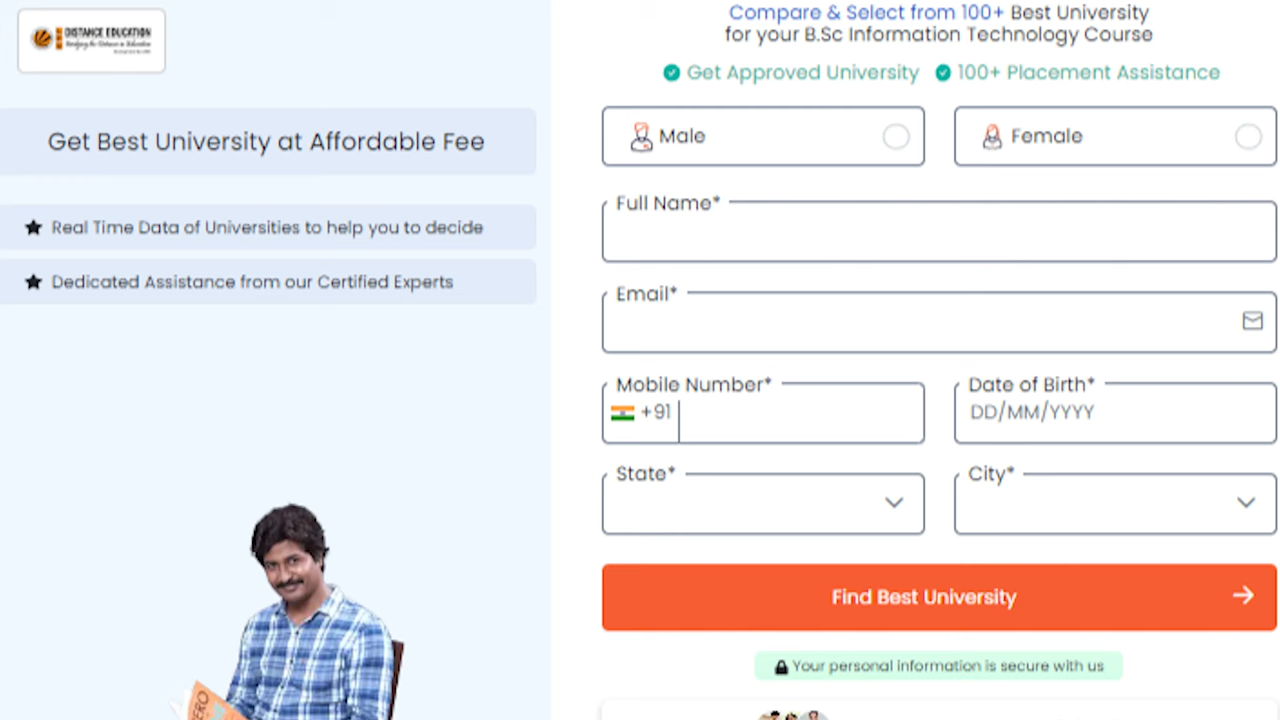 DISTANCE EDUCATION
Get Best University at Affordable Fee
★ Real Time Data of Universities to help you to decide
★ Dedicated Assistance from our Certified Experts
ERO
Compare & Select from 100+ Best University
for your B.Sc Information Technology Course
Get Approved University 100+ Placement Assistance
Male Female
Full Name*
Email*
Mobile Number* Date of Birth*
+91 DD/MM/YYYY
State* City*
Find Best University →
Your personal information is secure with us